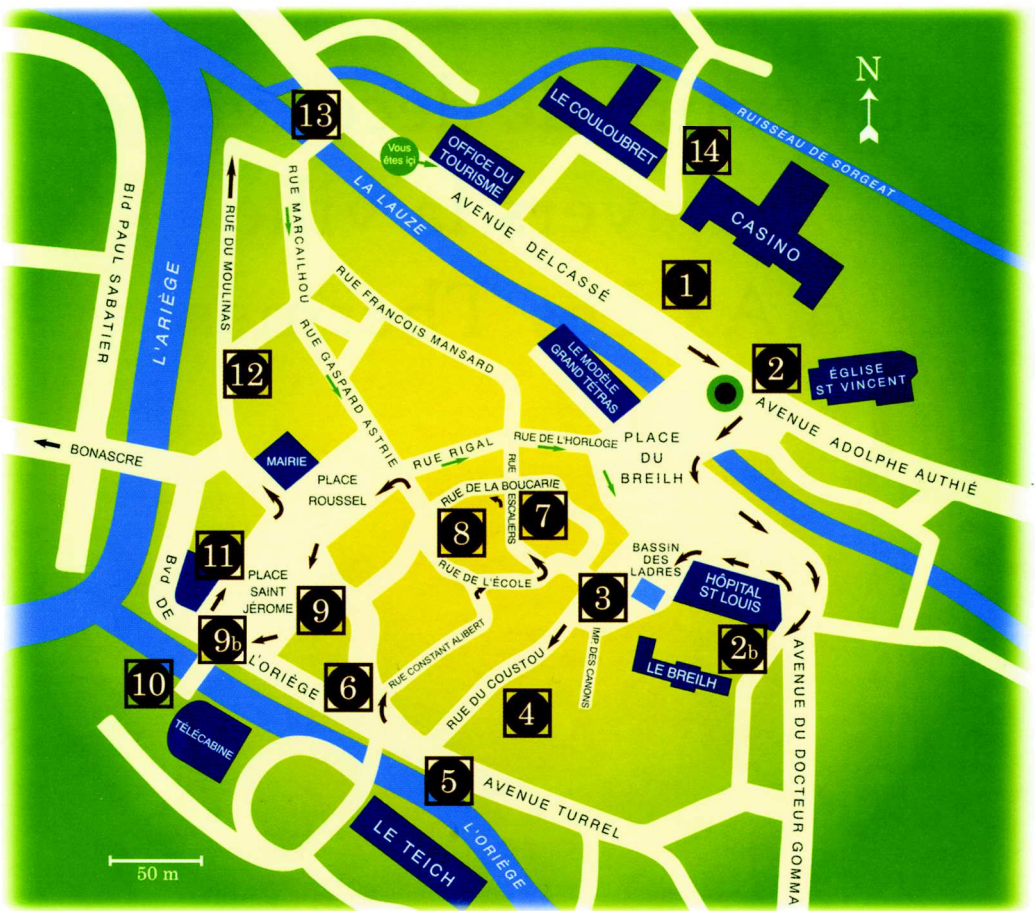 N
13
Vous
êtes içi
OFFICE DU
TOURISME
LE COULOUBRET
14
RUISSEAU DE SORGEAT
CASINO
LA LAUZE
AVENUE DELCASSÉ
1
Bld PAUL SABATIER
L'ARIÈGE
RUE DU MOULINAS
RUE MARCAILHOU
RUE FRANCOIS MANSARD
RUE GASPARD ASTRIE
12
LE MODÈLE
GRAND TÉTRAS
2
ÉGLISE
ST VINCENT
AVENUE ADOLPHE AUTHIÉ
BONASCRE
MAIRIE
PLACE
ROUSSEL
RUE RIGAL
RUE DE L'HORLOGE
PLACE
DU
BREILH
RUE DE LA BOUCARIE
RUE
ESCALIERS
7
8
RUE DE L'ÉCOLE
11
Bvd DE
L'ORIÈGE
PLACE
SAINT
JÉROME
9
9b
BASSIN
DES
LADRES
HÔPITAL
ST LOUIS
3
2b
LE BREILH
IMP. DES CANONS
RUE CONSTANT ALIBERT
RUE DU COUSTOU
4
10
6
TÉLÉCABINE
5
AVENUE TURREL
AVENUE DU DOCTEUR GOMMA
LE TEICH
L'ORIÈGE
50 m